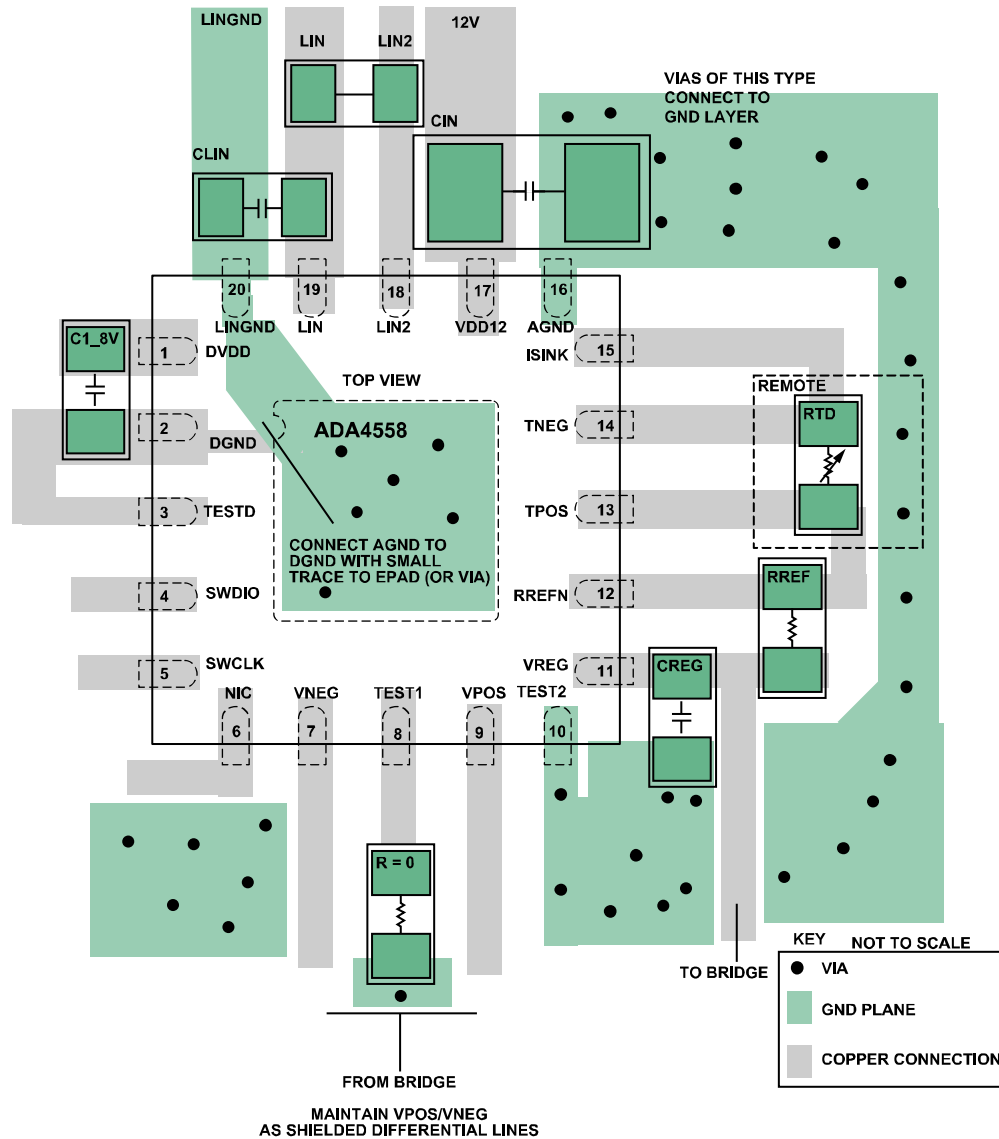 LINGND
LIN
LIN2
12V
VIAS OF THIS TYPE
CONNECT TO
GND LAYER
CIN
CLIN
20
19
18
17
16
LINGND
LIN
LIN2
VDD12
AGND
C1_8V
1
DVDD
ISINK
15
TOP VIEW
REMOTE
RTD
2
DGND
ADA4558
TNEG
14
3
TESTD
TPOS
13
CONNECT AGND TO
DGND WITH SMALL
TRACE TO EPAD (OR VIA)
4
SWDIO
RREFN
12
RREF
5
SWCLK
VREG
11
CREG
NIC
VNEG
TEST1
VPOS
TEST2
6
7
8
9
10
R = 0
TO BRIDGE
KEY
NOT TO SCALE
VIA
GND PLANE
COPPER CONNECTION
FROM BRIDGE
MAINTAIN VPOS/VNEG
AS SHIELDED DIFFERENTIAL LINES